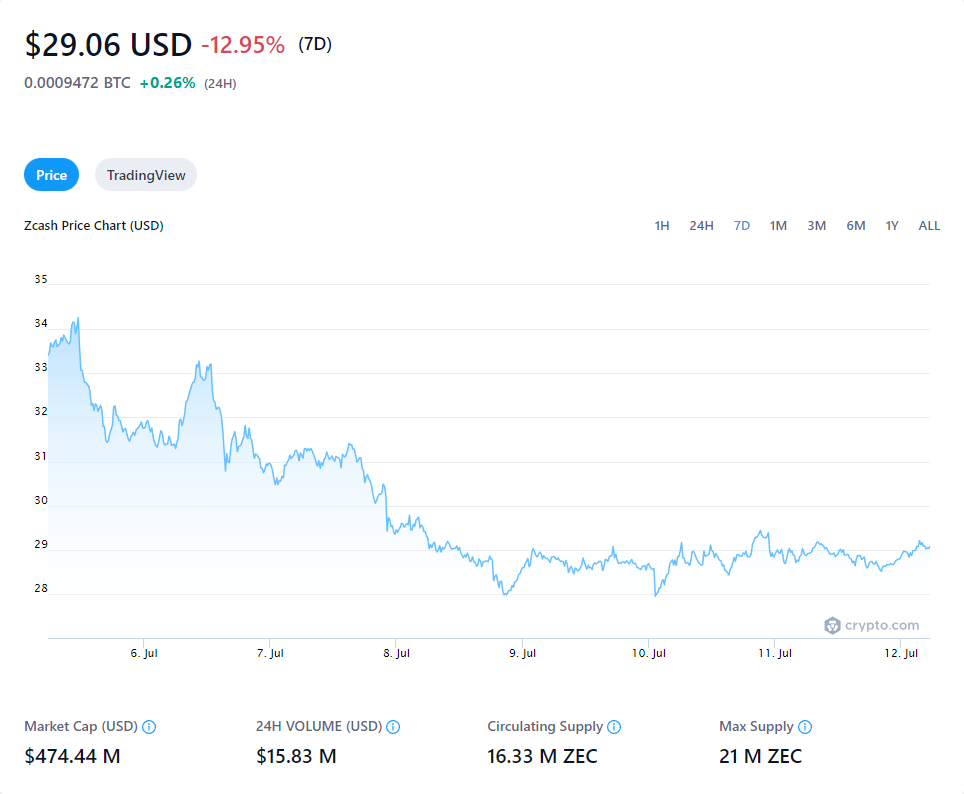 $29.06 USD -12.95% (7D)
0.0009472 BTC +0.26% (24H)
Price TradingView
Zcash Price Chart (USD) 1H 24H 7D 1M 3M 6M 1Y ALL
35
34
33
32
31
30
29
28
crypto.com
6. Jul 7. Jul 8. Jul 9. Jul 10. Jul 11. Jul 12. Jul
Market Cap (USD) 24H VOLUME (USD) Circulating Supply Max Supply
$474.44 M $15.83 M 16.33 M ZEC 21 M ZEC